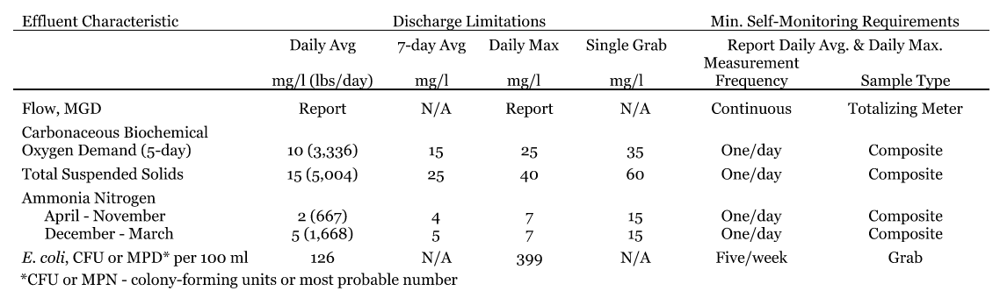 Effluent Characteristic Discharge Limitations Min. Self-Monitoring Requirements
Daily Avg 7-day Avg Daily Max Single Grab Report Daily Avg. & Daily Max.
mg/l (lbs/day) mg/l mg/l mg/l Measurement Frequency Sample Type
Flow, MGD Report N/A Report N/A Continuous Totalizing Meter
Carbonaceous Biochemical
Oxygen Demand (5-day) 10 (3,336) 15 25 35 One/day Composite
Total Suspended Solids 15 (5,004) 25 40 60 One/day Composite
Ammonia Nitrogen
April - November 2 (667) 4 7 15 One/day Composite
December - March 5 (1,668) 5 7 15 One/day Composite
E. coli, CFU or MPD* per 100 ml 126 N/A 399 N/A Five/week Grab
*CFU or MPN - colony-forming units or most probable number